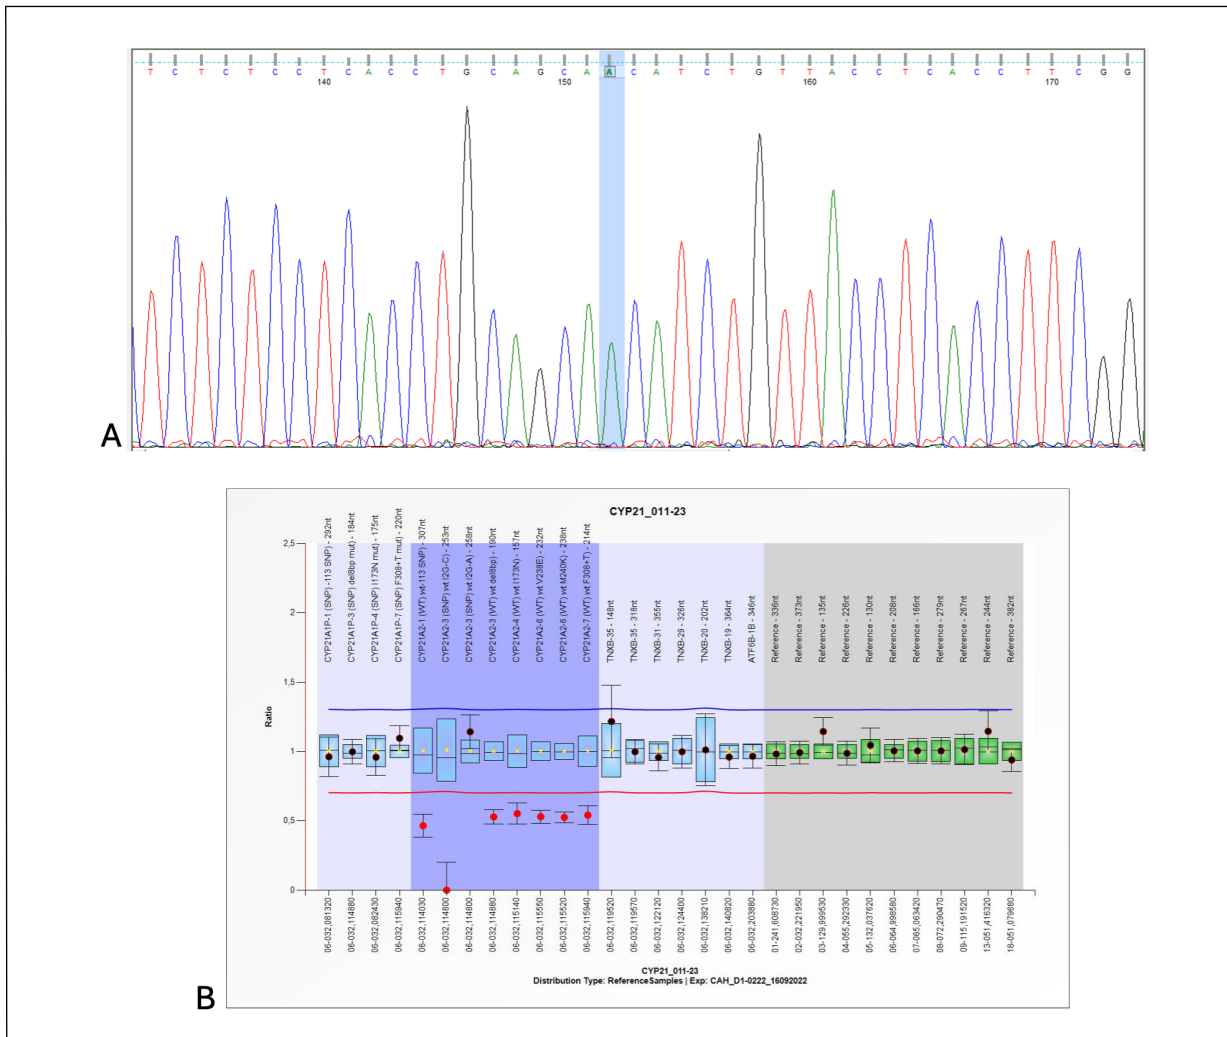 T C T C T C C T C A C C T G C A G C A A C A T C T G T T A C C T C A C C T T C G G
140 150 160 170
A
CYP21_011-23
CYP21A1P-1 (SNP) -113 SNP) - 292nt
CYP21A1P-3 (SNP) del8bp mut) - 184nt
CYP21A1P-4 (SNP) I173N mut) - 175nt
CYP21A1P-7 (SNP) F308+T mut) - 220nt
CYP21A2-1 (WT) wt-113 SNP) - 307nt
CYP21A2-3 (SNP) wt I2G-C) - 253nt
CYP21A2-3 (SNP) wt I2G-A) - 258nt
CYP21A2-3 (WT) wt del8bp) - 190nt
CYP21A2-4 (WT) wt I173N) - 157nt
CYP21A2-6 (WT) wt V238E) - 232nt
CYP21A2-6 (WT) wt M240K) - 238nt
CYP21A2-7 (WT) wt F308+T) - 214nt
TNXB-35 - 148nt
TNXB-35 - 318nt
TNXB-31 - 355nt
TNXB-29 - 326nt
TNXB-20 - 202nt
TNXB-19 - 364nt
ATF6B-1B - 346nt
Reference - 336nt
Reference - 373nt
Reference - 135nt
Reference - 226nt
Reference - 130nt
Reference - 208nt
Reference - 166nt
Reference - 279nt
Reference - 267nt
Reference - 244nt
Reference - 382nt
2,5
2
1,5
1
0,5
0
Ratio
06-032,081320
06-032,114880
06-032,082430
06-032,115940
06-032,114030
06-032,114800
06-032,114800
06-032,114880
06-032,115140
06-032,115550
06-032,115520
06-032,115940
06-032,119520
06-032,119570
06-032,122120
06-032,124400
06-032,138210
06-032,140820
06-032,203880
01-241,608730
02-032,221950
03-129,999530
04-055,292330
05-132,037620
06-064,998580
07-065,063420
08-072,290470
09-115,191520
13-051,416320
18-051,079680
CYP21_011-23
Distribution Type: ReferenceSamples | Exp: CAH_D1-0222_16092022
B